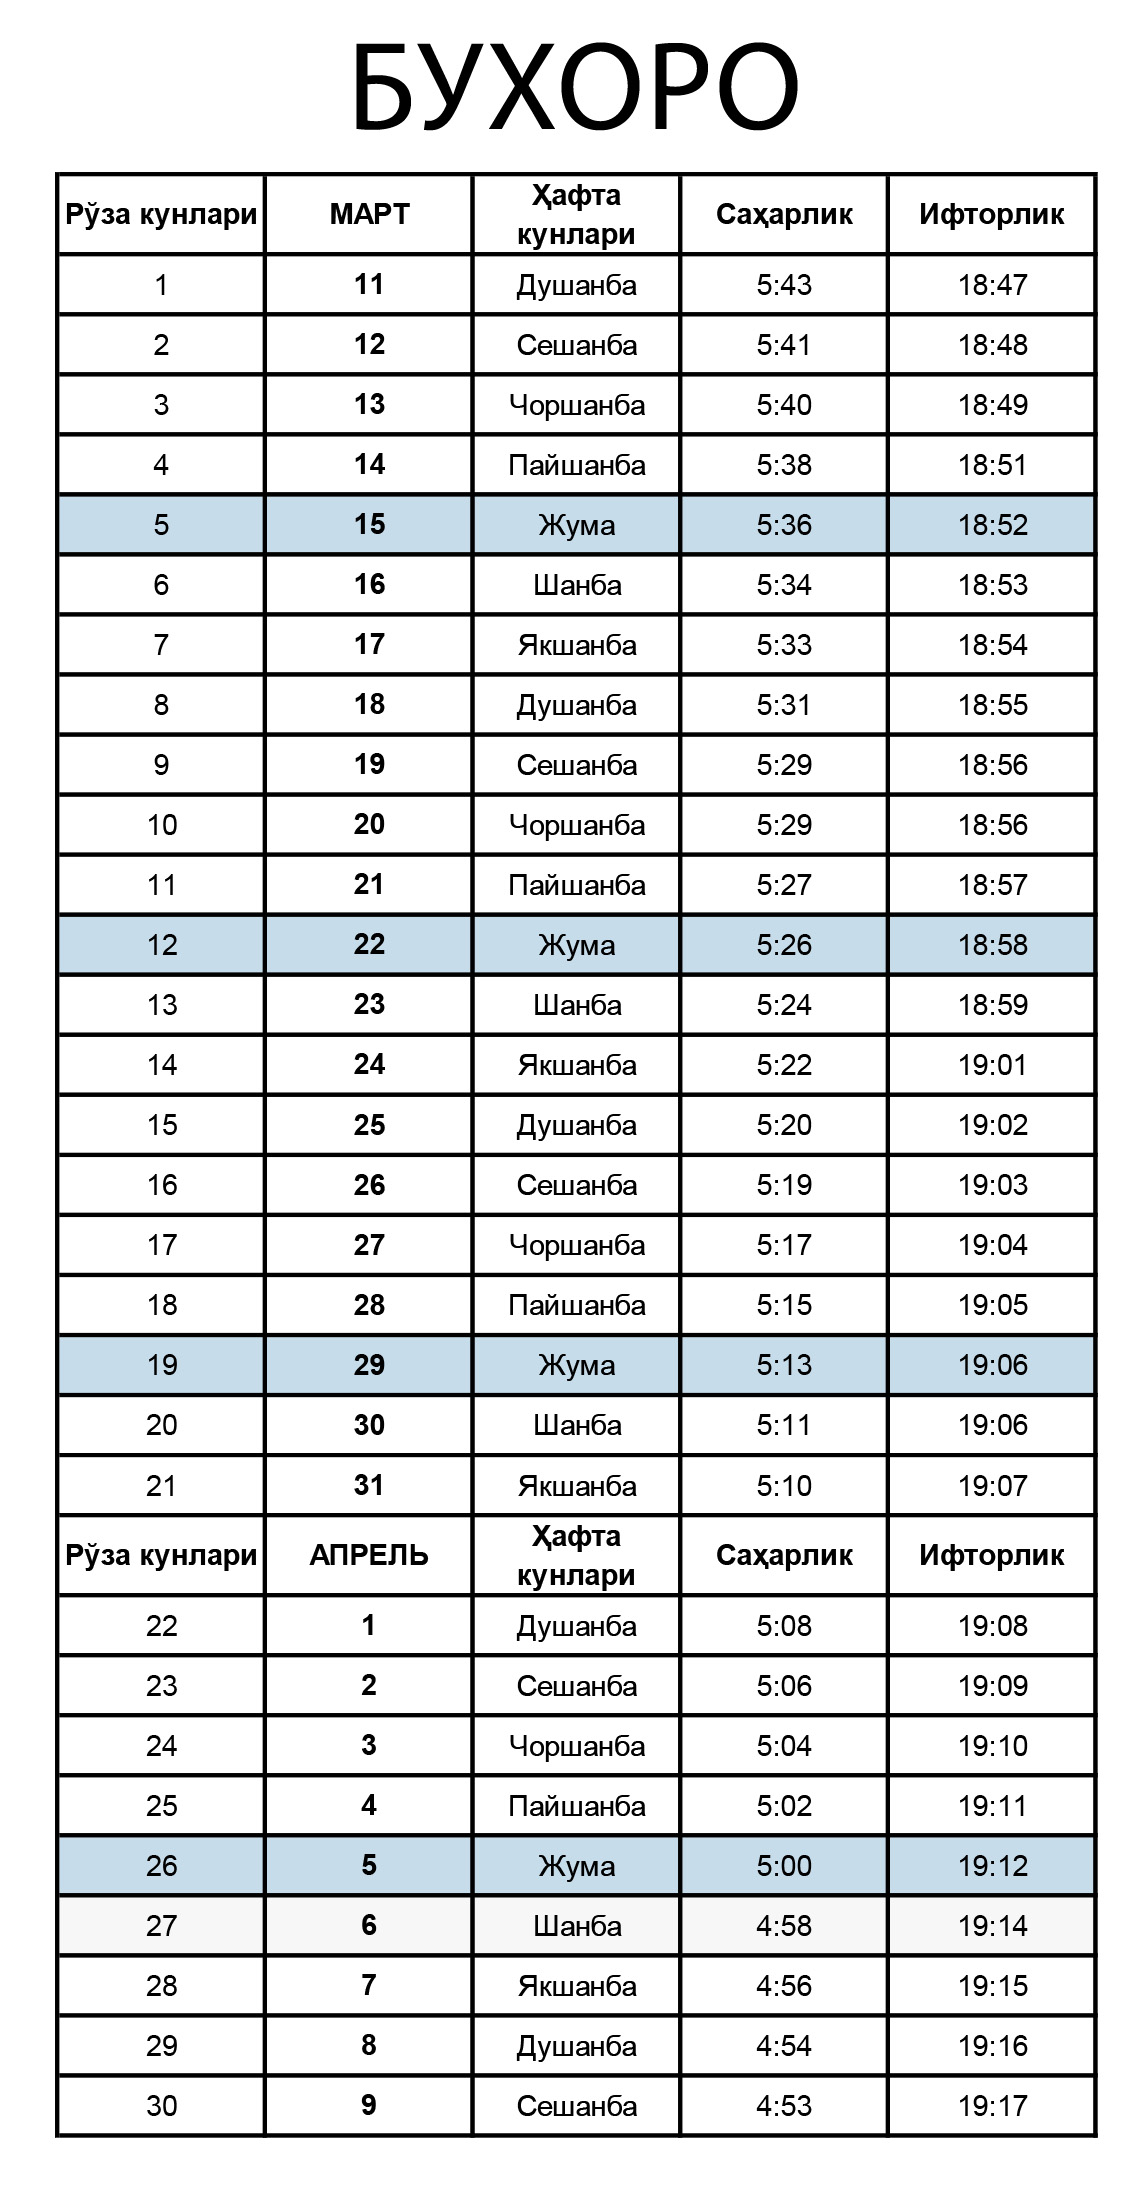 БУХОРО
Рўза кунлари МАРТ Ҳафта кунлари Саҳарлик Ифторлик
1 11 Душанба 5:43 18:47
2 12 Сешанба 5:41 18:48
3 13 Чоршанба 5:40 18:49
4 14 Пайшанба 5:38 18:51
5 15 Жума 5:36 18:52
6 16 Шанба 5:34 18:53
7 17 Якшанба 5:33 18:54
8 18 Душанба 5:31 18:55
9 19 Сешанба 5:29 18:56
10 20 Чоршанба 5:29 18:56
11 21 Пайшанба 5:27 18:57
12 22 Жума 5:26 18:58
13 23 Шанба 5:24 18:59
14 24 Якшанба 5:22 19:01
15 25 Душанба 5:20 19:02
16 26 Сешанба 5:19 19:03
17 27 Чоршанба 5:17 19:04
18 28 Пайшанба 5:15 19:05
19 29 Жума 5:13 19:06
20 30 Шанба 5:11 19:06
21 31 Якшанба 5:10 19:07
Рўза кунлари АПРЕЛЬ Ҳафта кунлари Саҳарлик Ифторлик
22 1 Душанба 5:08 19:08
23 2 Сешанба 5:06 19:09
24 3 Чоршанба 5:04 19:10
25 4 Пайшанба 5:02 19:11
26 5 Жума 5:00 19:12
27 6 Шанба 4:58 19:14
28 7 Якшанба 4:56 19:15
29 8 Душанба 4:54 19:16
30 9 Сешанба 4:53 19:17